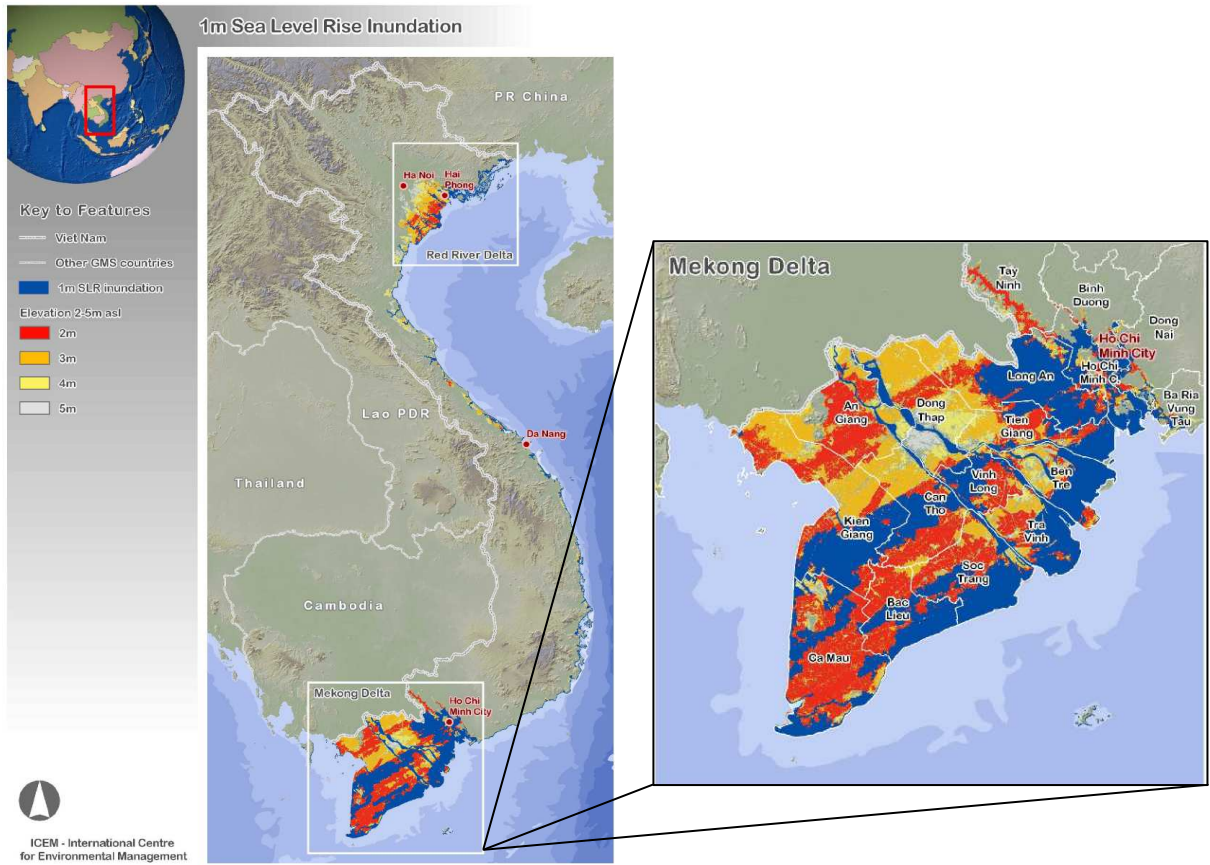 1m Sea Level Rise Inundation
Key to Features
Viet Nam
Other GMS countries
1m SLR inundation
Elevation 2-5m asl
2m
3m
4m
5m
ICEM - International Centre
for Environmental Management
PR China
Ha Noi
Hai
Phong
Red River Delta
Lao PDR
Da Nang
Thailand
Cambodia
Mekong Delta
Ho Chi
Minh City
Mekong Delta
Tay
Ninh
Binh
Duong
Dong
Nai
Ho Chi
Minh City
Ho Chi
Minh C.
Long An
Ba Ria
Vung
Tau
An
Giang
Dong
Thap
Tien
Giang
Ben
Tre
Vinh
Long
Can
Tho
Kien
Giang
Tra
Vinh
Soc
Trang
Bac
Lieu
Ca Mau